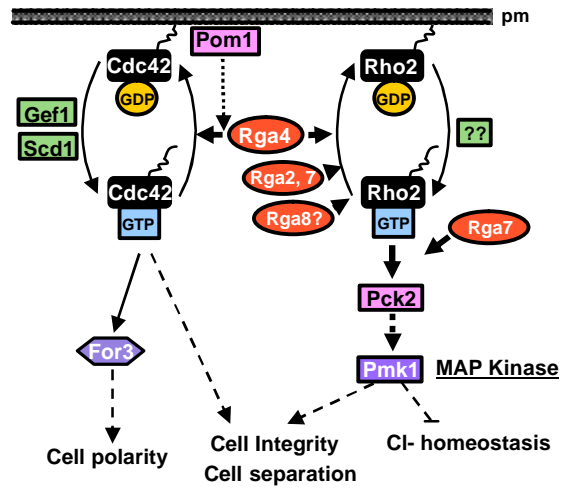 pm
Pom1
Cdc42
GDP
Rho2
GDP
Gef1
Scd1
Rga4
??
Rga2, 7
Rga8?
Cdc42
GTP
Rho2
GTP
Rga7
Pck2
For3
Pmk1
MAP Kinase
Cell polarity
Cell Integrity
Cell separation
Cl- homeostasis